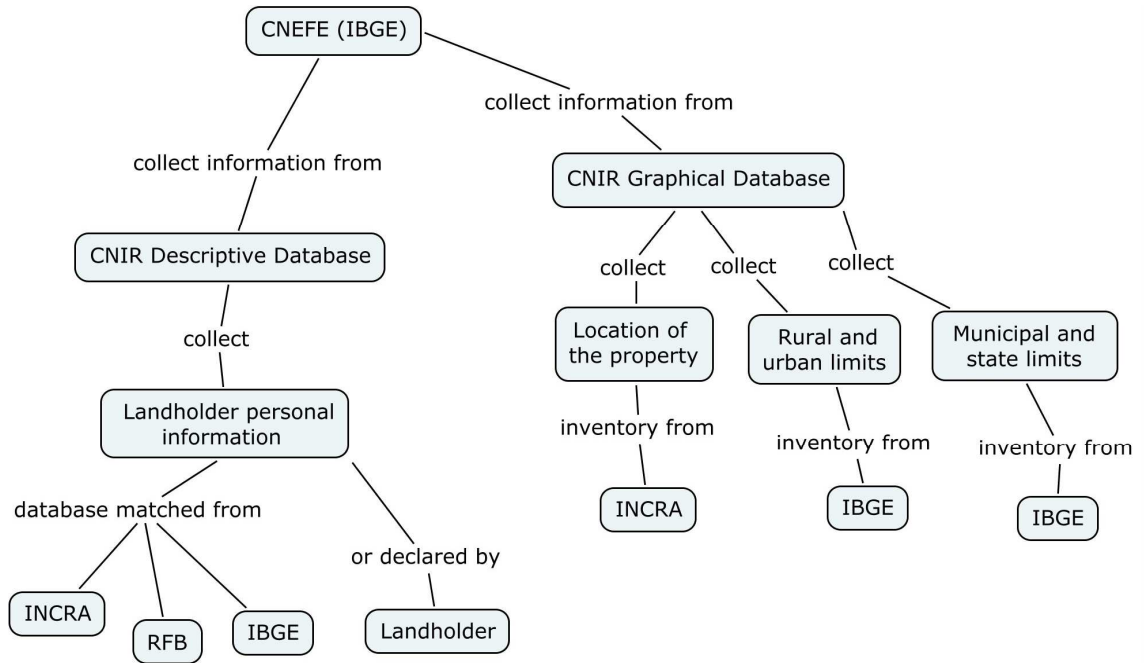 CNEFE (IBGE)
collect information from
collect information from
CNIR Graphical Database
CNIR Descriptive Database
collect
collect
collect
collect
Location of
the property
Rural and
urban limits
Municipal and
state limits
Landholder personal
information
inventory from
inventory from
inventory from
INCRA
IBGE
IBGE
database matched from
or declared by
INCRA
RFB
IBGE
Landholder